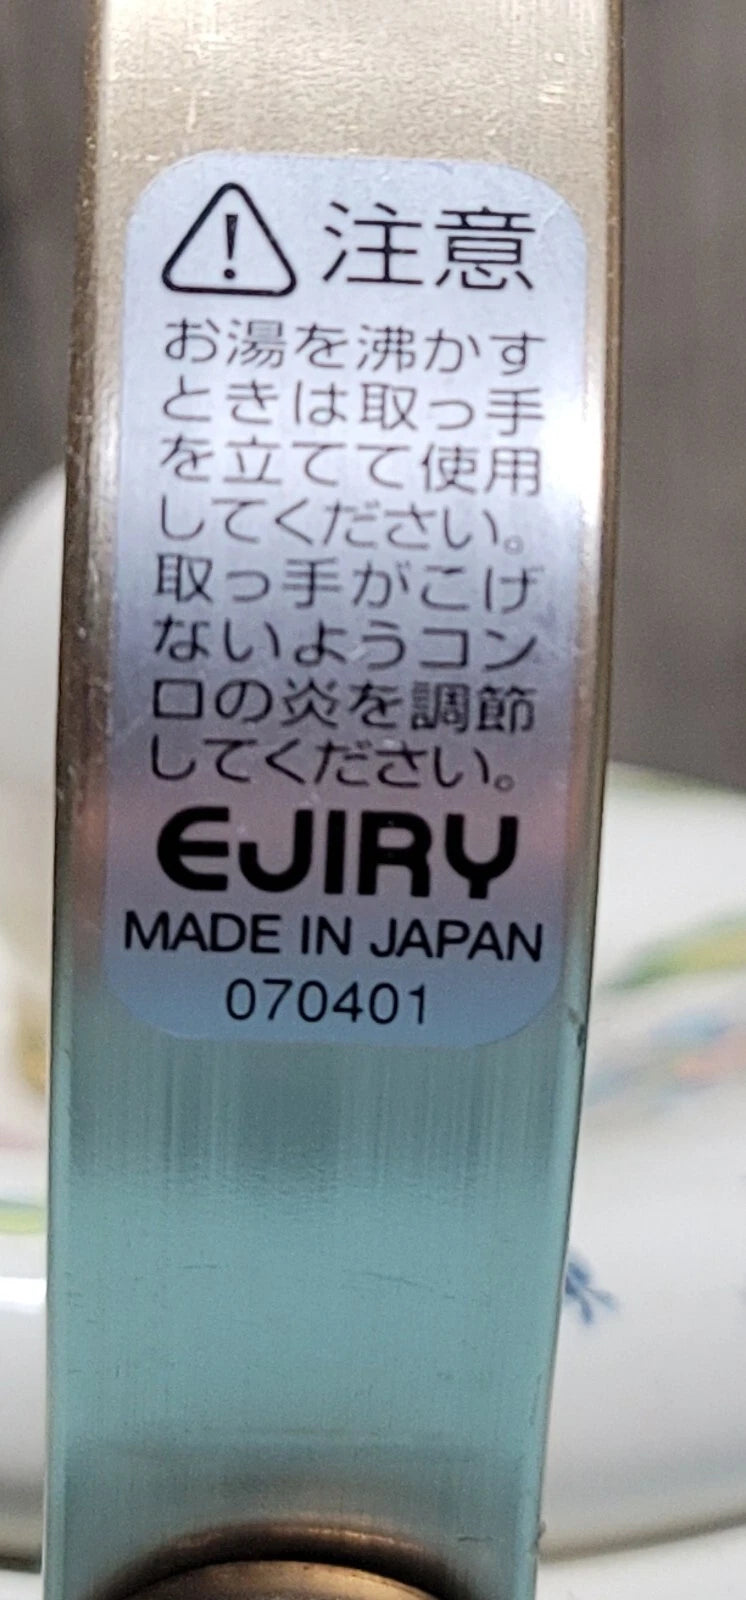 注意
お湯を沸かす
ときは取っ手
を立てて使用
してください。
取っ手がこげ
ないようコン
ロの炎を調節
してください。
EJIRY
MADE IN JAPAN
070401